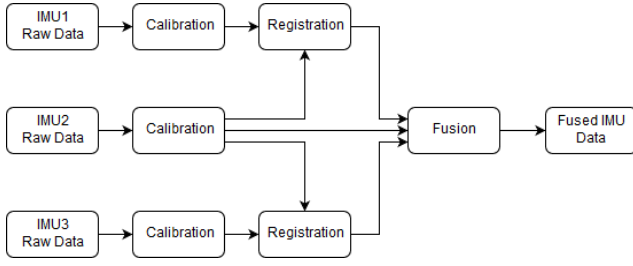 IMU1
Raw Data
Calibration
Registration
IMU2
Raw Data
Calibration
Fusion
Fused IMU
Data
IMU3
Raw Data
Calibration
Registration